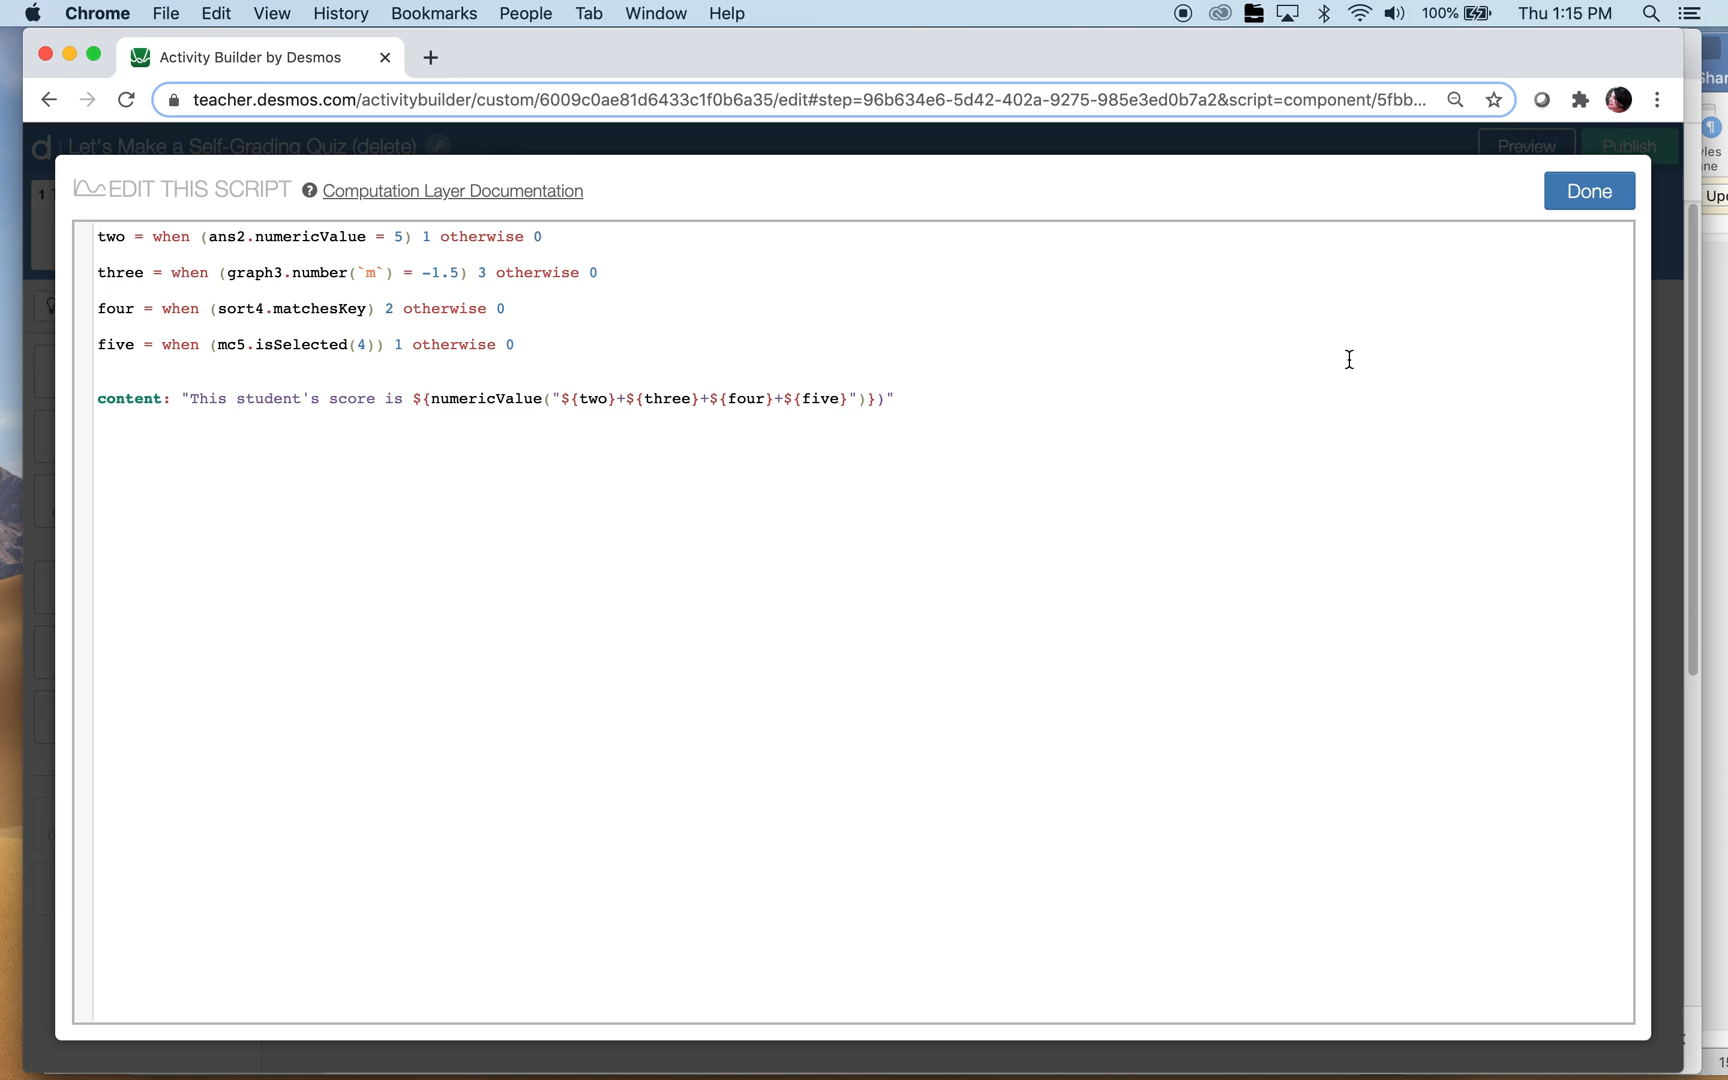 Chrome File Edit View History Bookmarks People Tab Window Help 100% Thu 1:15 PM
Activity Builder by Desmos
teacher.desmos.com/activitybuilder/custom/6009c0ae81d6433c1f0b6a35/edit#step=96b634e6-5d42-402a-9275-985e3ed0b7a2&script=component/5fbb...
d Let's Make a Self-Grading Quiz (delete) Preview Publish
EDIT THIS SCRIPT ? Computation Layer Documentation Done
two = when (ans2.numericValue = 5) 1 otherwise 0
three = when (graph3.number(`m`) = -1.5) 3 otherwise 0
four = when (sort4.matchesKey) 2 otherwise 0
five = when (mc5.isSelected(4)) 1 otherwise 0
content: "This student's score is ${numericValue("${two}+${three}+${four}+${five}")})"